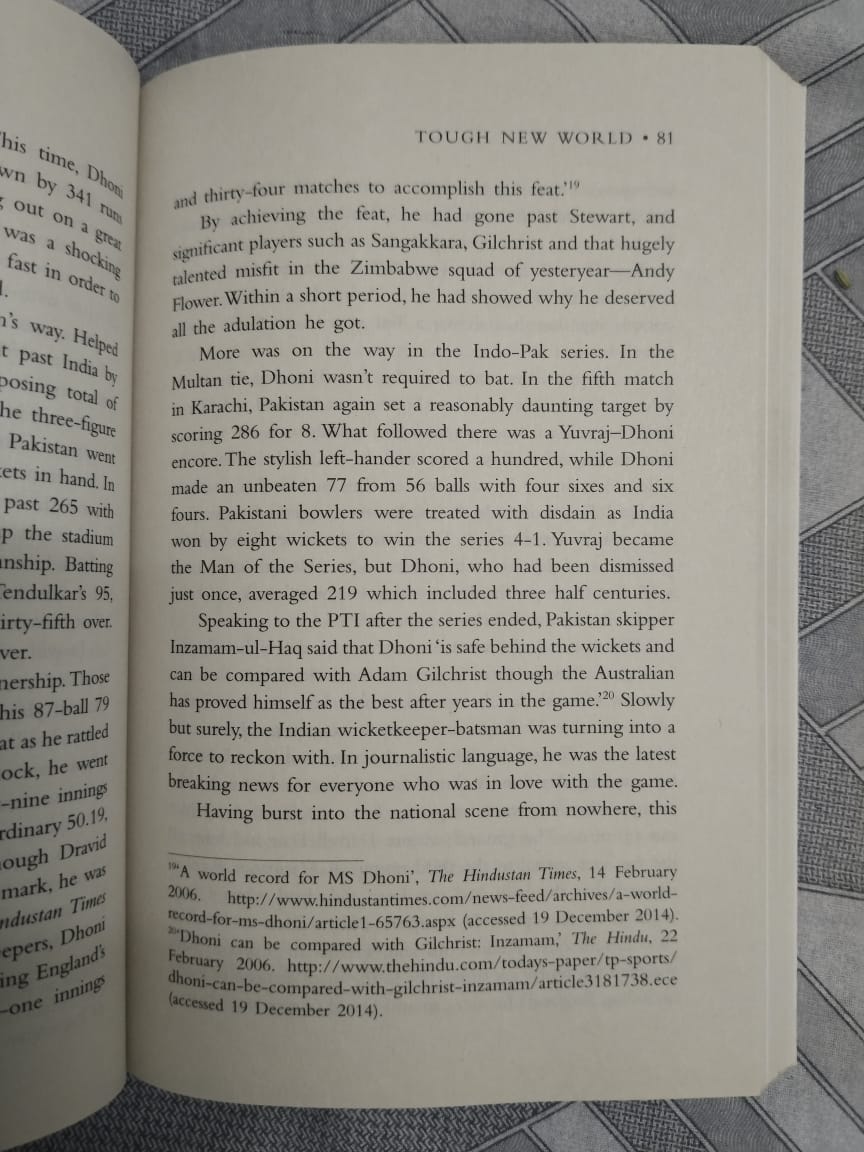 his time, Dhoni
wn by 341 runs
out on a great
was a shocking
fast in order to
l.
n's way. Helped
t past India by
posing total of
he three-figure
Pakistan went
kets in hand. In
past 265 with
p the stadium
anship. Batting
Tendulkar's 95,
irty-fifth over.
ver.
nership. Those
his 87-ball 79
at as he rattled
ock, he went
-nine innings
rdinary 50.19,
ough Dravid
mark, he was
ndustan Times
epers, Dhoni
ing England's
-one innings
TOUGH NEW WORLD • 81
and thirty-four matches to accomplish this feat.'19
By achieving the feat, he had gone past Stewart, and
significant players such as Sangakkara, Gilchrist and that hugely
talented misfit in the Zimbabwe squad of yesteryear—Andy
Flower. Within a short period, he had showed why he deserved
all the adulation he got.
More was on the way in the Indo-Pak series. In the
Multan tie, Dhoni wasn't required to bat. In the fifth match
in Karachi, Pakistan again set a reasonably daunting target by
scoring 286 for 8. What followed there was a Yuvraj–Dhoni
encore. The stylish left-hander scored a hundred, while Dhoni
made an unbeaten 77 from 56 balls with four sixes and six
fours. Pakistani bowlers were treated with disdain as India
won by eight wickets to win the series 4-1. Yuvraj became
the Man of the Series, but Dhoni, who had been dismissed
just once, averaged 219 which included three half centuries.
Speaking to the PTI after the series ended, Pakistan skipper
Inzamam-ul-Haq said that Dhoni 'is safe behind the wickets and
can be compared with Adam Gilchrist though the Australian
has proved himself as the best after years in the game.'20 Slowly
but surely, the Indian wicketkeeper-batsman was turning into a
force to reckon with. In journalistic language, he was the latest
breaking news for everyone who was in love with the game.
Having burst into the national scene from nowhere, this
19'A world record for MS Dhoni', The Hindustan Times, 14 February
2006. http://www.hindustantimes.com/news-feed/archives/a-world-
record-for-ms-dhoni/article1-65763.aspx (accessed 19 December 2014).
20'Dhoni can be compared with Gilchrist: Inzamam,' The Hindu, 22
February 2006. http://www.thehindu.com/todays-paper/tp-sports/
dhoni-can-be-compared-with-gilchrist-inzamam/article3181738.ece
(accessed 19 December 2014).